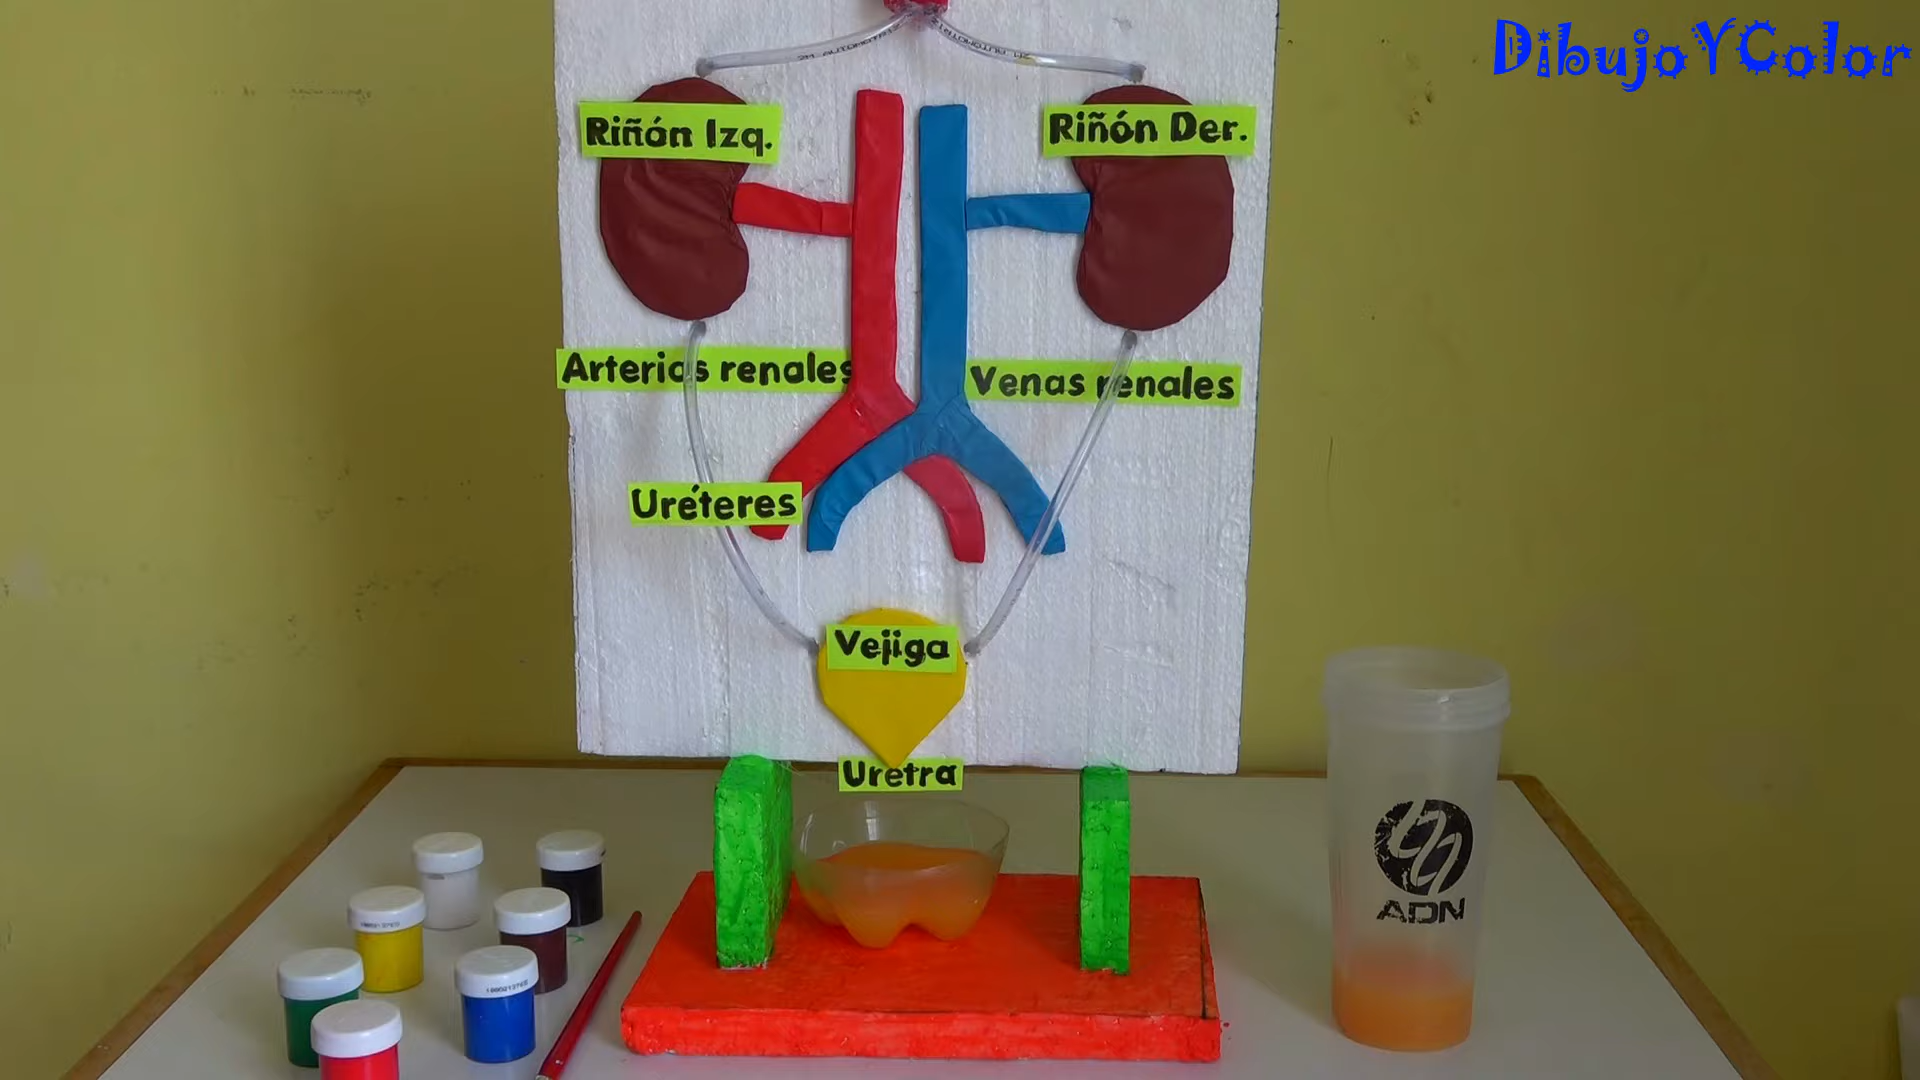 DibujoYColor
Riñón Izq.
Riñón Der.
Arterias renales
Venas renales
Uréteres
Vejiga
Uretra
ADN